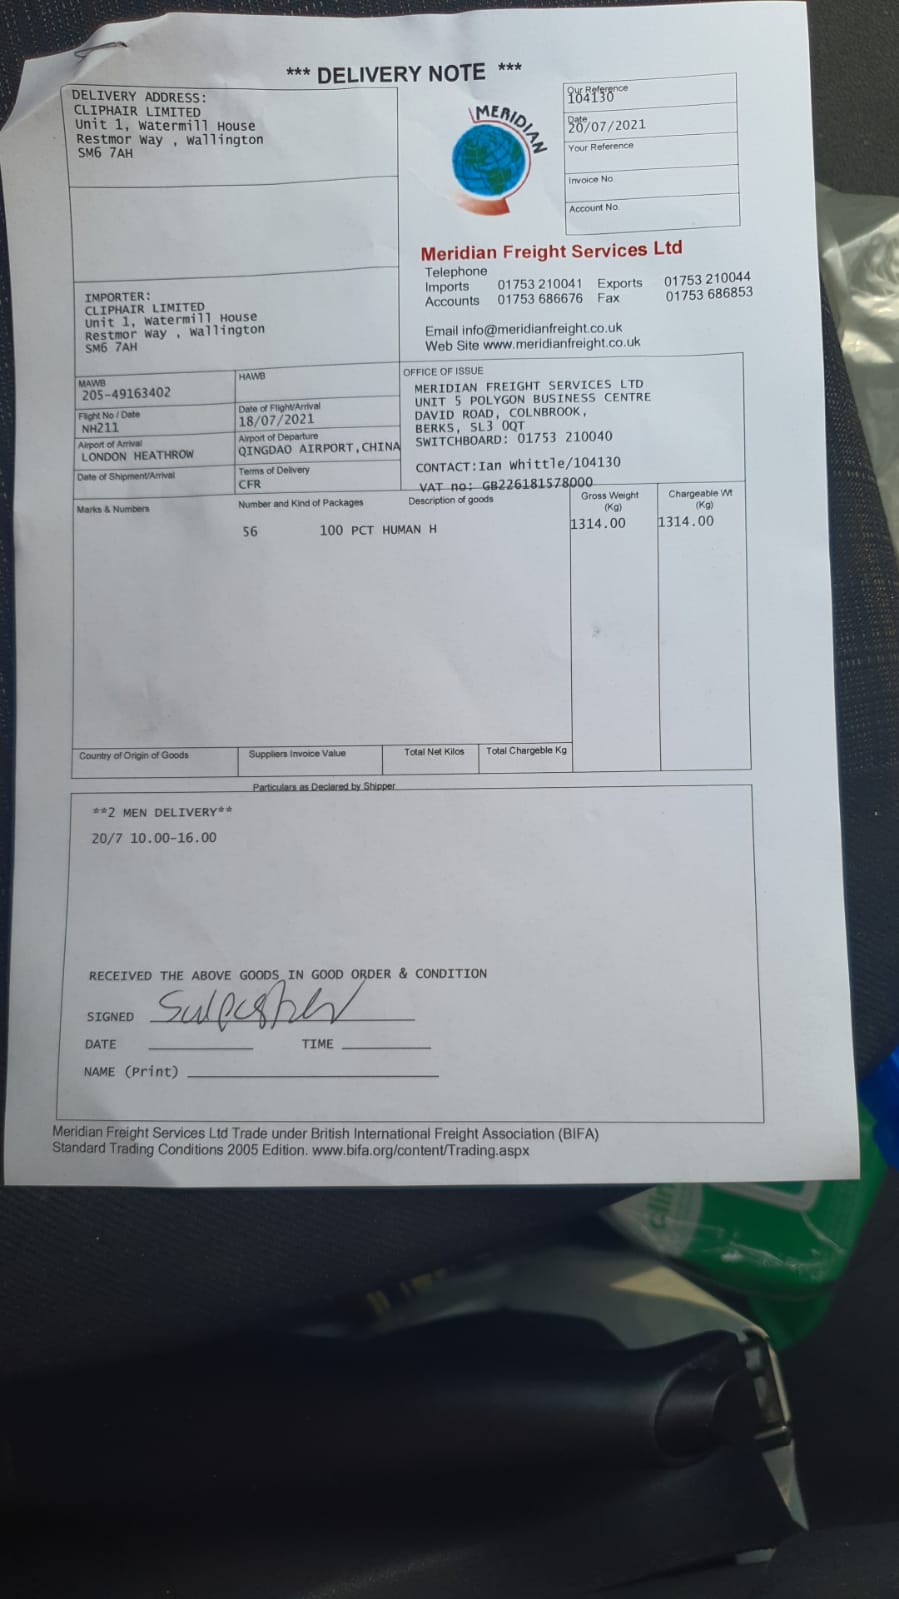 *** DELIVERY NOTE ***
DELIVERY ADDRESS:
CLIPHAIR LIMITED
Unit 1, Watermill House
Restmor Way , Wallington
SM6 7AH
MERIDIAN
Our Reference
104130
Date
20/07/2021
Your Reference
Invoice No
Account No.
Meridian Freight Services Ltd
Telephone
Imports 01753 210041 Exports 01753 210044
Accounts 01753 686676 Fax 01753 686853
Email info@meridianfreight.co.uk
Web Site www.meridianfreight.co.uk
IMPORTER:
CLIPHAIR LIMITED
Unit 1, Watermill House
Restmor Way , Wallington
SM6 7AH
MAWB
205-49163402
HAWB
Flight No / Date
NH211
Date of Flight/Arrival
18/07/2021
Airport of Arrival
LONDON HEATHROW
Airport of Departure
QINGDAO AIRPORT,CHINA
Date of Shipment/Arrival
Terms of Delivery
CFR
OFFICE OF ISSUE
MERIDIAN FREIGHT SERVICES LTD
UNIT 5 POLYGON BUSINESS CENTRE
DAVID ROAD, COLNBROOK,
BERKS, SL3 0QT
SWITCHBOARD: 01753 210040
CONTACT:Ian Whittle/104130
VAT no: GB226181578000
Marks & Numbers
Number and Kind of Packages
Description of goods
Gross Weight
(Kg)
Chargeable Wt
(Kg)
56 100 PCT HUMAN H 1314.00 1314.00
Country of Origin of Goods
Suppliers Invoice Value
Total Net Kilos
Total Chargeble Kg
Particulars as Declared by Shipper
**2 MEN DELIVERY**
20/7 10.00-16.00
RECEIVED THE ABOVE GOODS IN GOOD ORDER & CONDITION
SIGNED
DATE TIME
NAME (Print)
Meridian Freight Services Ltd Trade under British International Freight Association (BIFA)
Standard Trading Conditions 2005 Edition. www.bifa.org/content/Trading.aspx